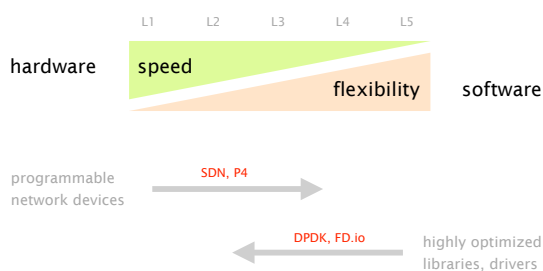 L1 L2 L3 L4 L5
hardware speed
flexibility software
SDN, P4
programmable
network devices
DPDK, FD.io
highly optimized
libraries, drivers